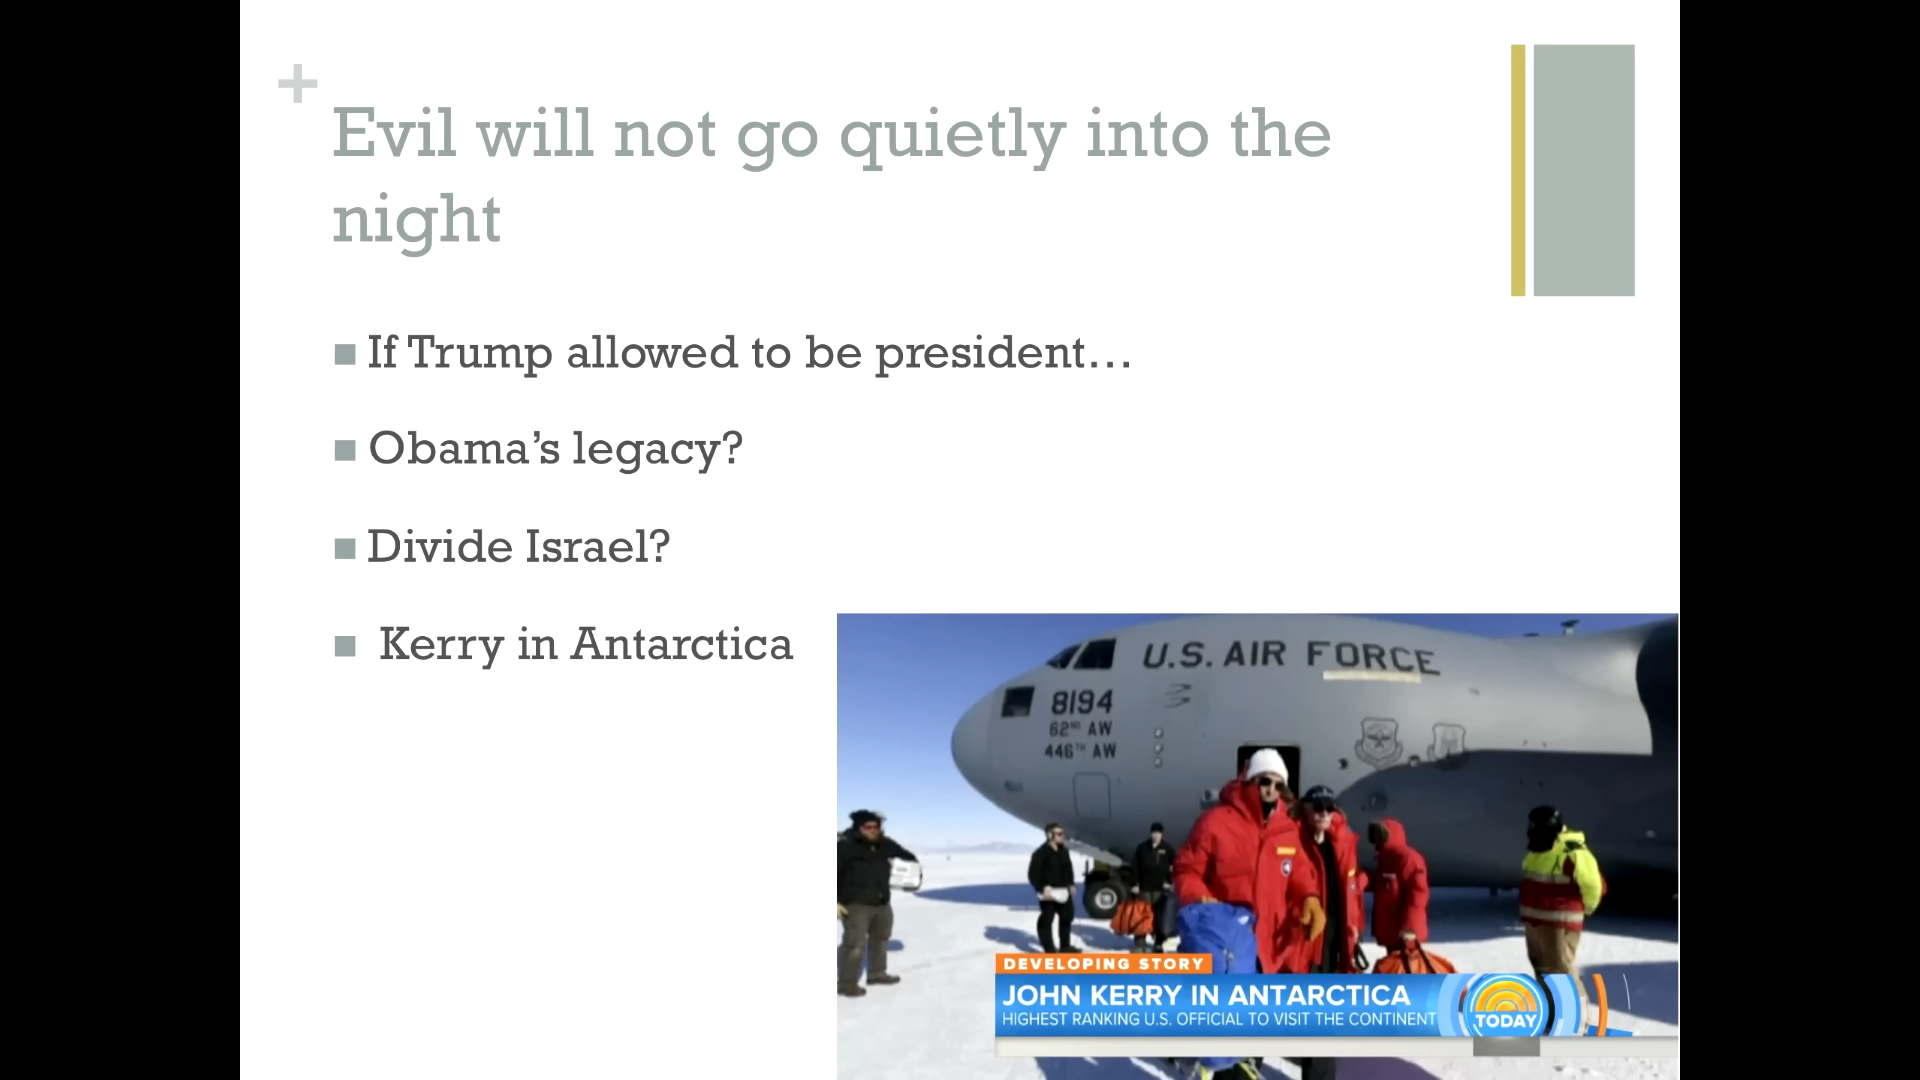 +
Evil will not go quietly into the
night
If Trump allowed to be president…
Obama’s legacy?
Divide Israel?
Kerry in Antarctica
U.S. AIR FORCE
8194
62ND AW
446TH AW
DEVELOPING STORY
JOHN KERRY IN ANTARCTICA
HIGHEST RANKING U.S. OFFICIAL TO VISIT THE CONTINENT
TODAY